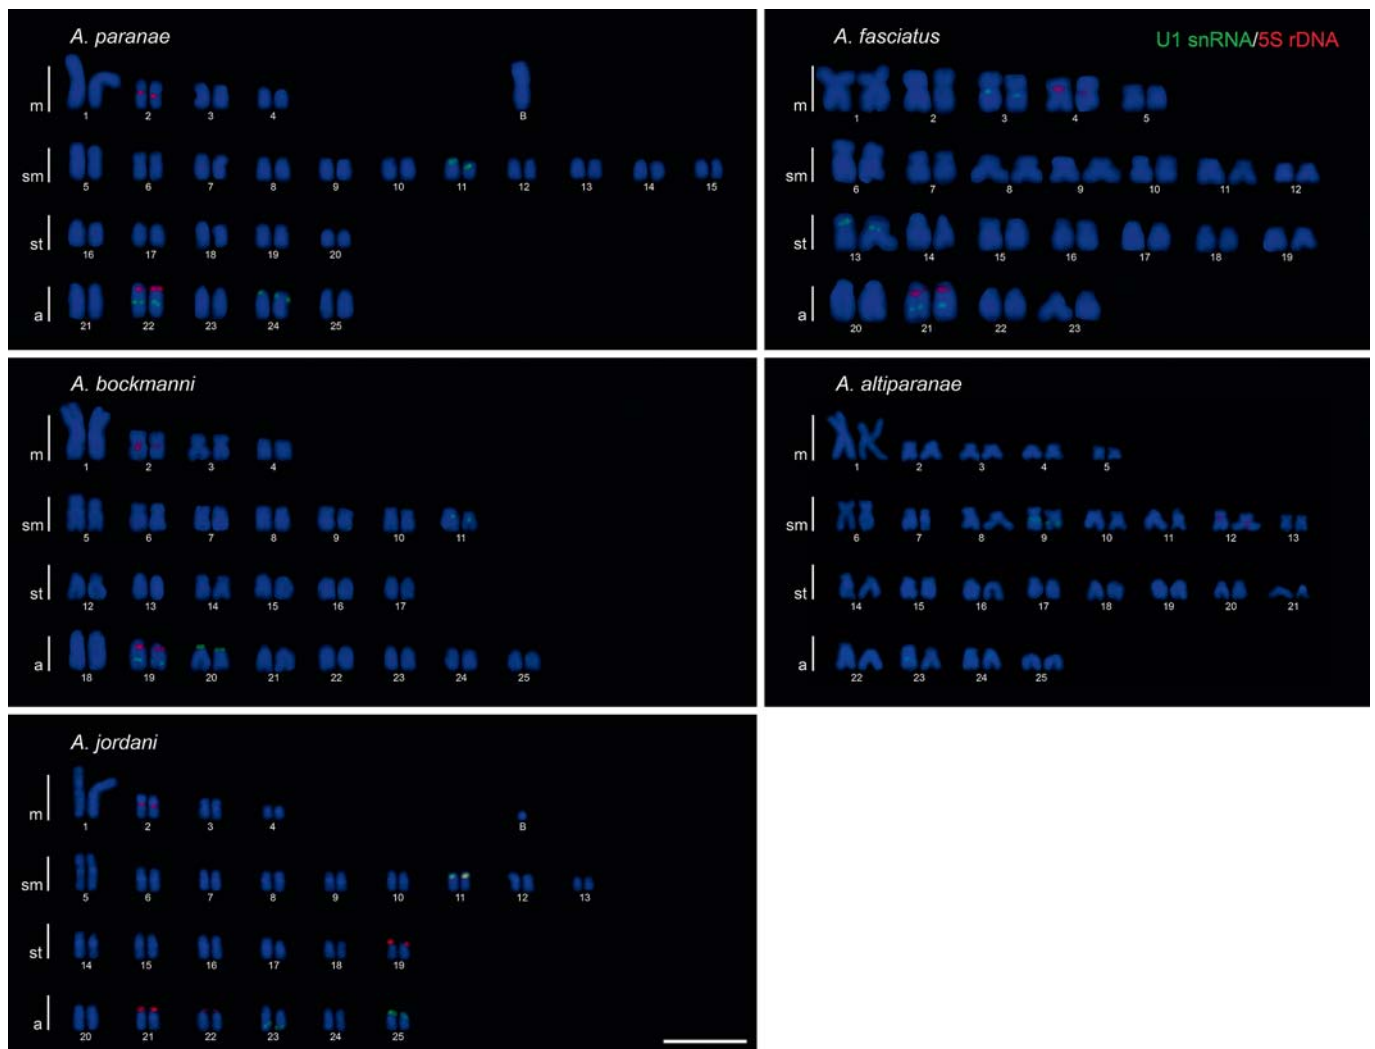 A. paranae
m
1 2 3 4 B
sm
5 6 7 8 9 10 11 12 13 14 15
st
16 17 18 19 20
a
21 22 23 24 25
A. fasciatus
U1 snRNA/5S rDNA
m
1 2 3 4 5
sm
6 7 8 9 10 11 12
st
13 14 15 16 17 18 19
a
20 21 22 23
A. bockmanni
m
1 2 3 4
sm
5 6 7 8 9 10 11
st
12 13 14 15 16 17
a
18 19 20 21 22 23 24 25
A. altiparanae
m
1 2 3 4 5
sm
6 7 8 9 10 11 12 13
st
14 15 16 17 18 19 20 21
a
22 23 24 25
A. jordani
m
1 2 3 4 B
sm
5 6 7 8 9 10 11 12 13
st
14 15 16 17 18 19
a
20 21 22 23 24 25